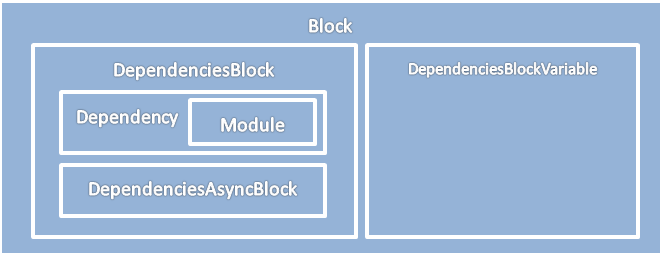 Block
DependenciesBlock
DependenciesBlockVariable
Dependency
Module
DependenciesAsyncBlock